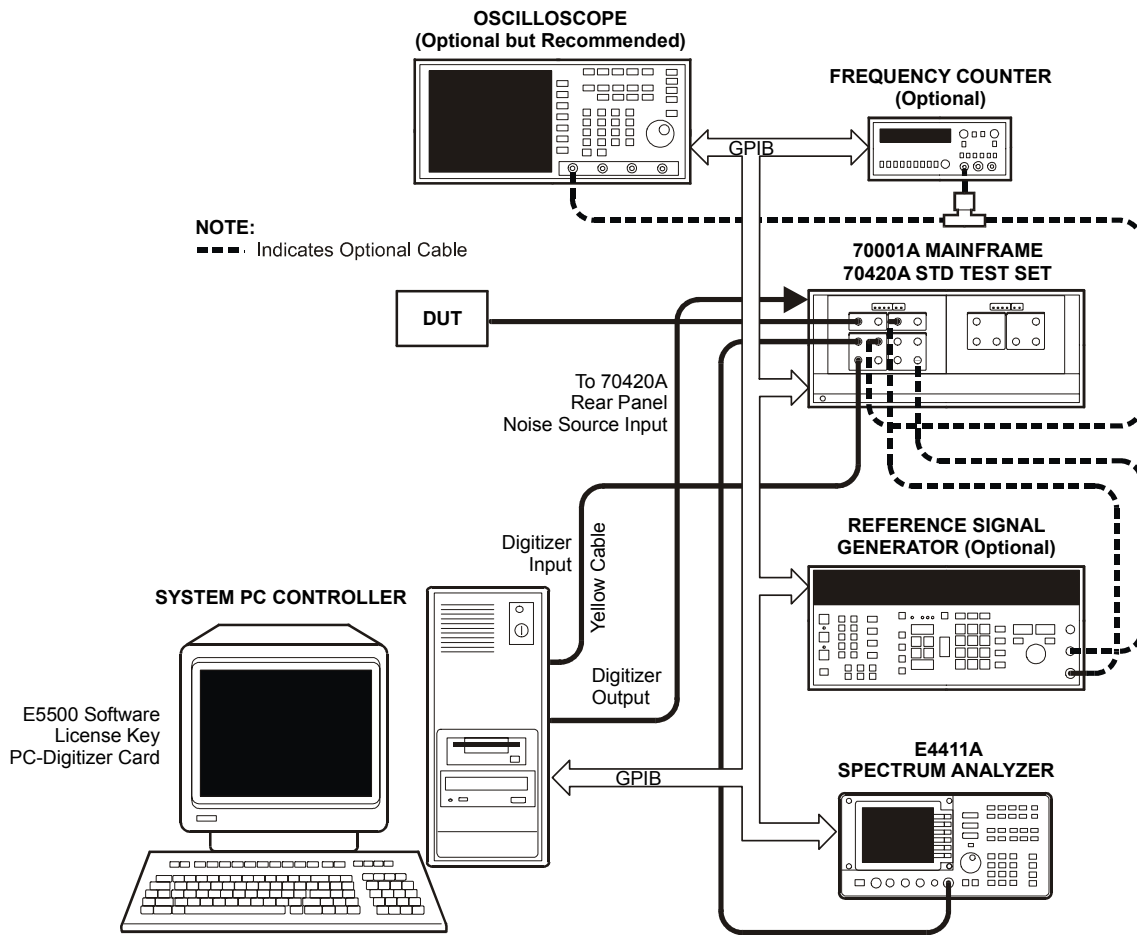 OSCILLOSCOPE
(Optional but Recommended)
FREQUENCY COUNTER
(Optional)
GPIB
NOTE:
Indicates Optional Cable
70001A MAINFRAME
70420A STD TEST SET
DUT
To 70420A
Rear Panel
Noise Source Input
Digitizer
Input
Yellow Cable
REFERENCE SIGNAL
GENERATOR (Optional)
SYSTEM PC CONTROLLER
Digitizer
Output
E5500 Software
License Key
PC-Digitizer Card
GPIB
E4411A
SPECTRUM ANALYZER